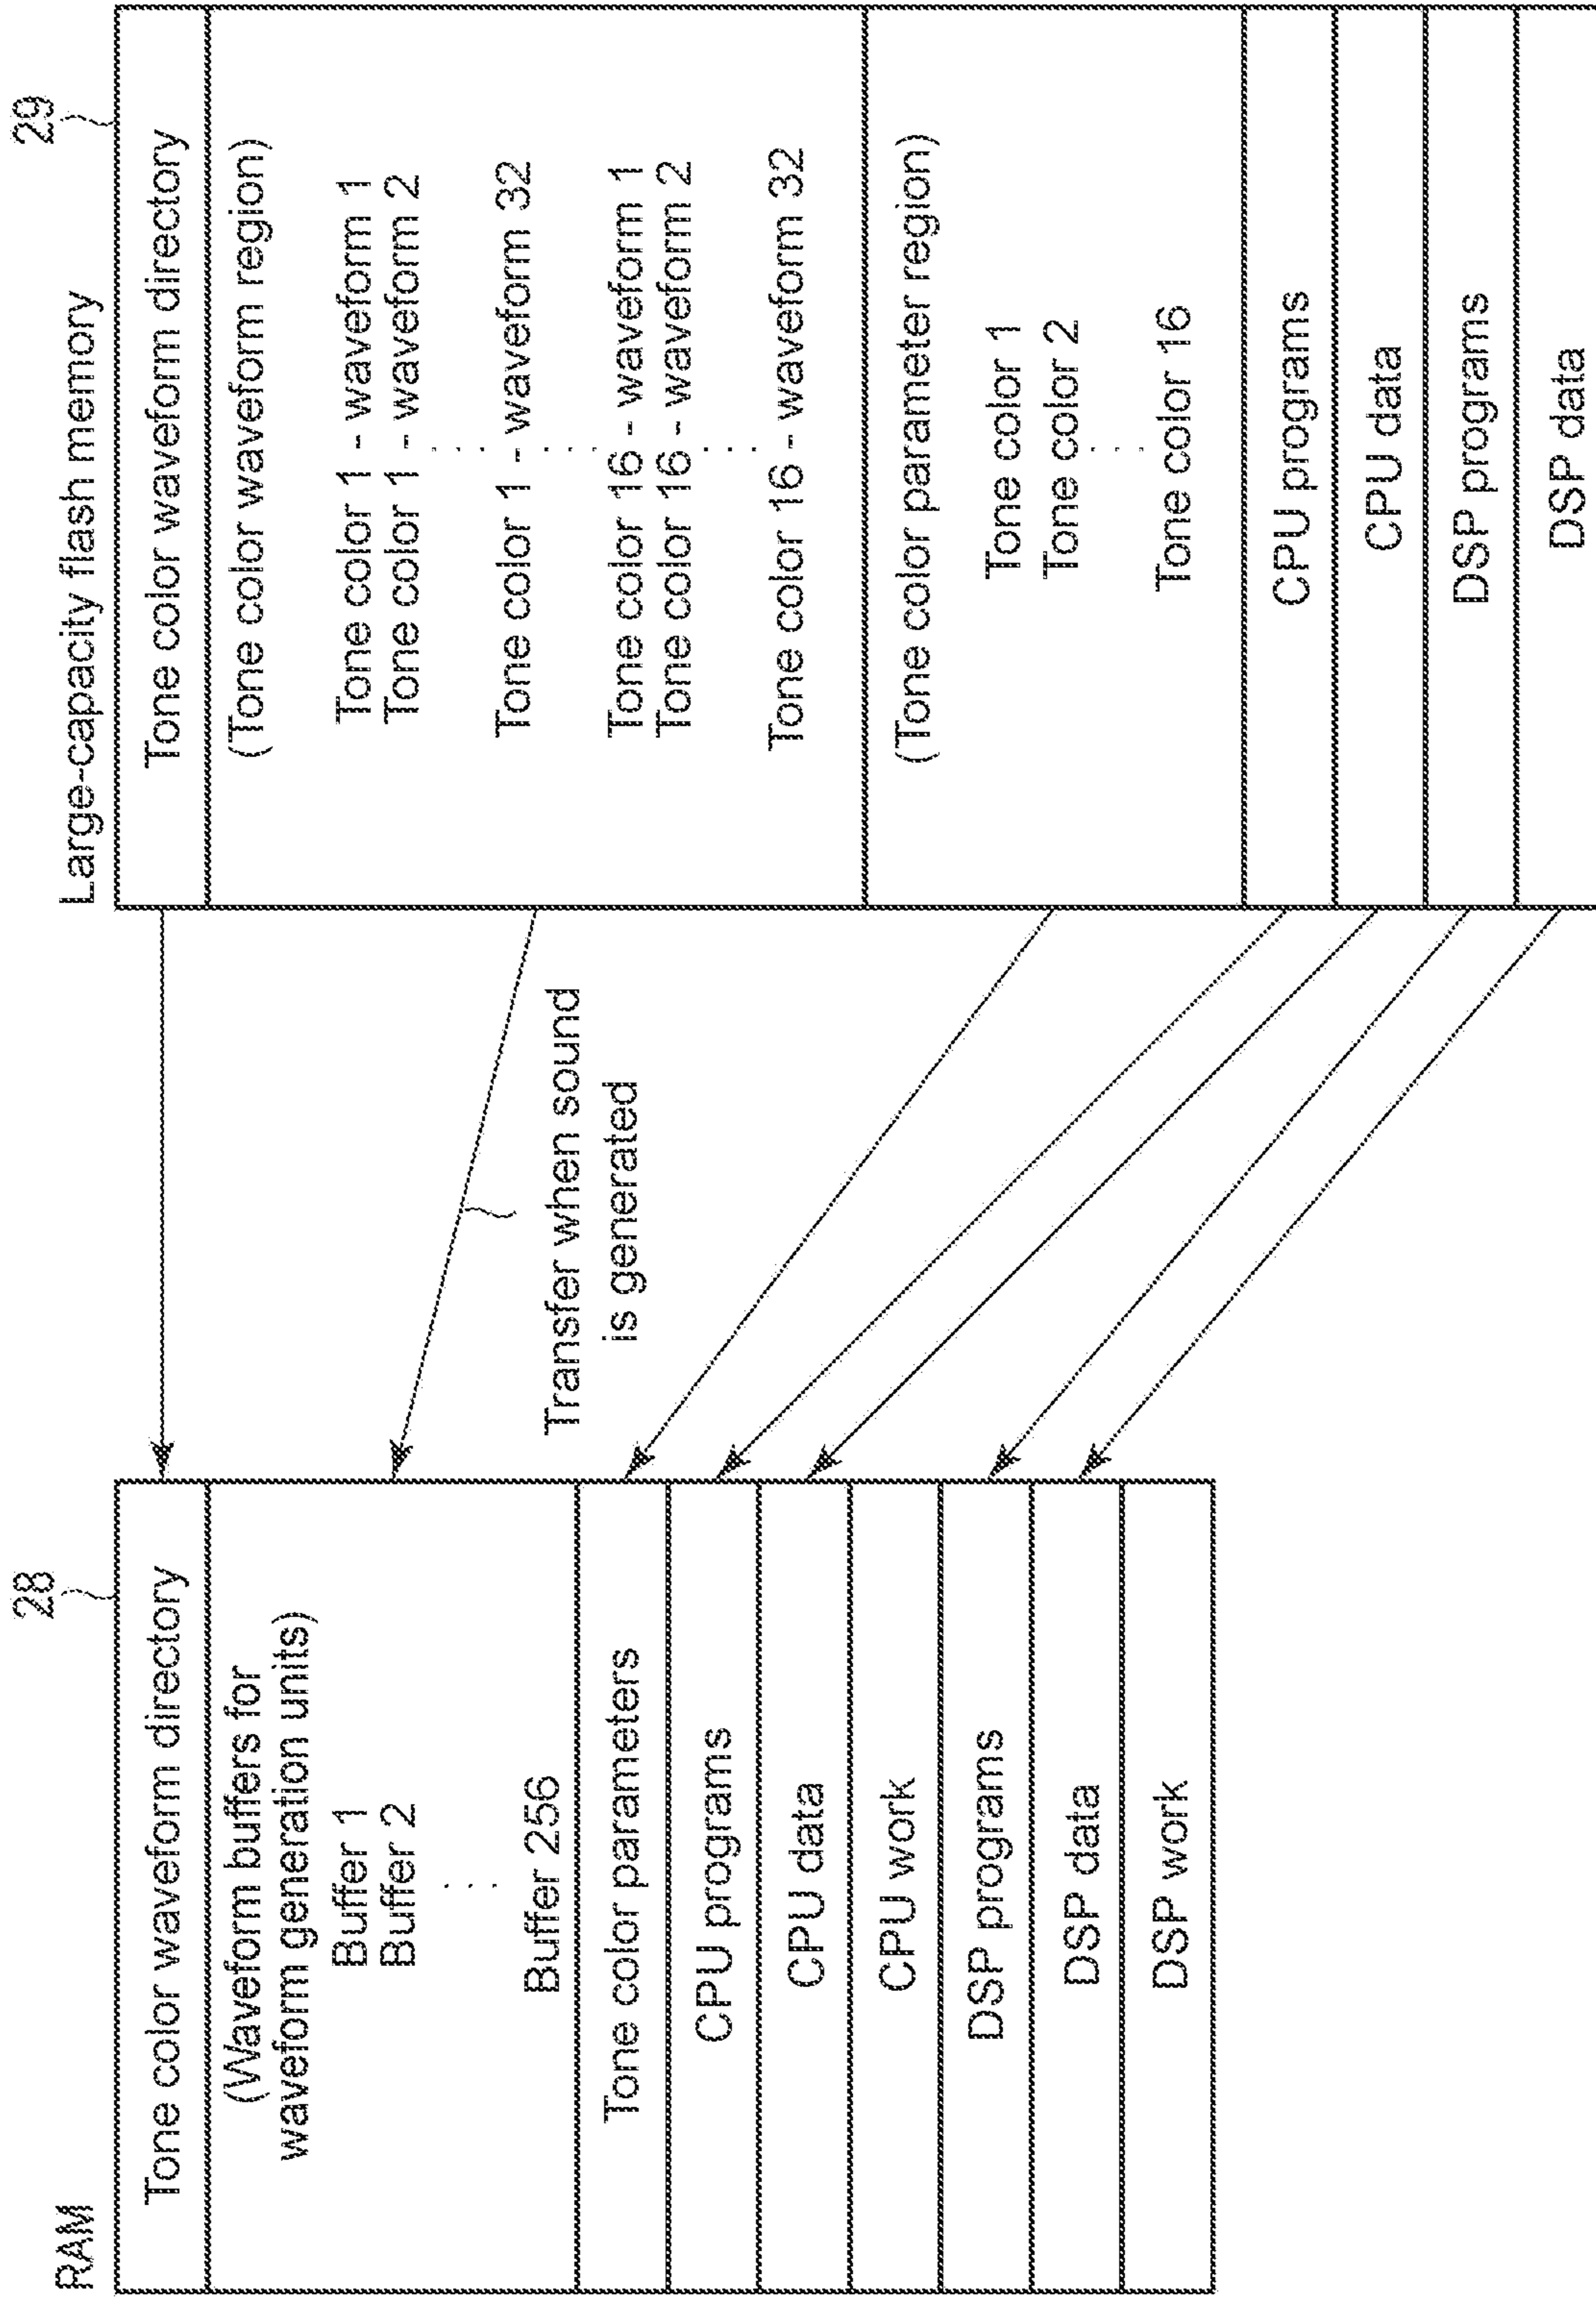 RAM
28
Tone color waveform directory
(Waveform buffers for
waveform generation units)
Buffer 1
Buffer 2
. . .
Buffer 256
Tone color parameters
CPU programs
CPU data
CPU work
DSP programs
DSP data
DSP work
Transfer when sound
is generated
Large-capacity flash memory
29
Tone color waveform directory
(Tone color waveform region)
Tone color 1 - waveform 1
Tone color 1 - waveform 2
. . .
Tone color 1 - waveform 32
. . .
Tone color 16 - waveform 1
Tone color 16 - waveform 2
. . .
Tone color 16 - waveform 32
(Tone color parameter region)
Tone color 1
Tone color 2
. . .
Tone color 16
CPU programs
CPU data
DSP programs
DSP data